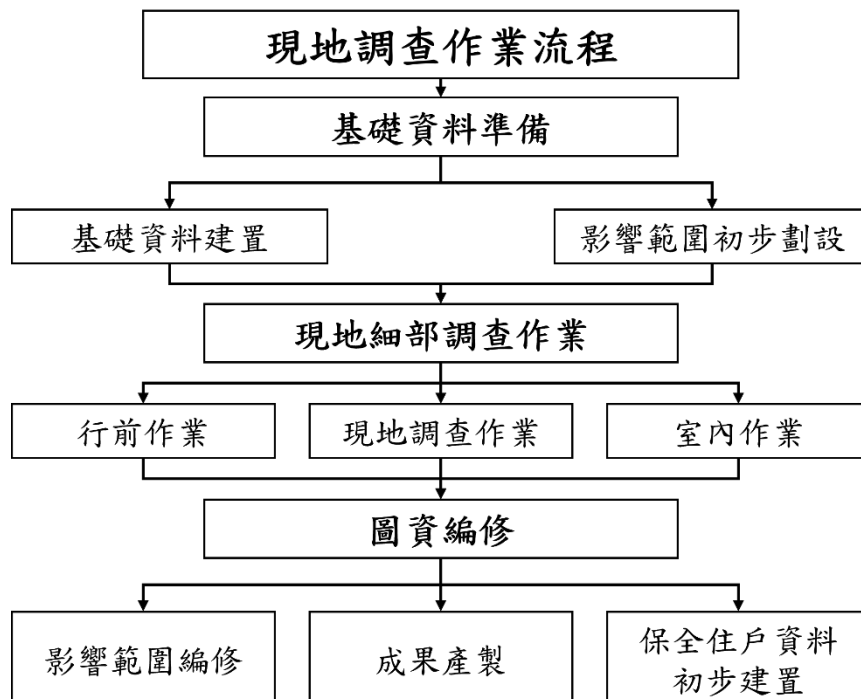 現地調查作業流程
基礎資料準備
基礎資料建置
影響範圍初步劃設
現地細部調查作業
行前作業
現地調查作業
室內作業
圖資編修
影響範圍編修
成果產製
保全住戶資料
初步建置